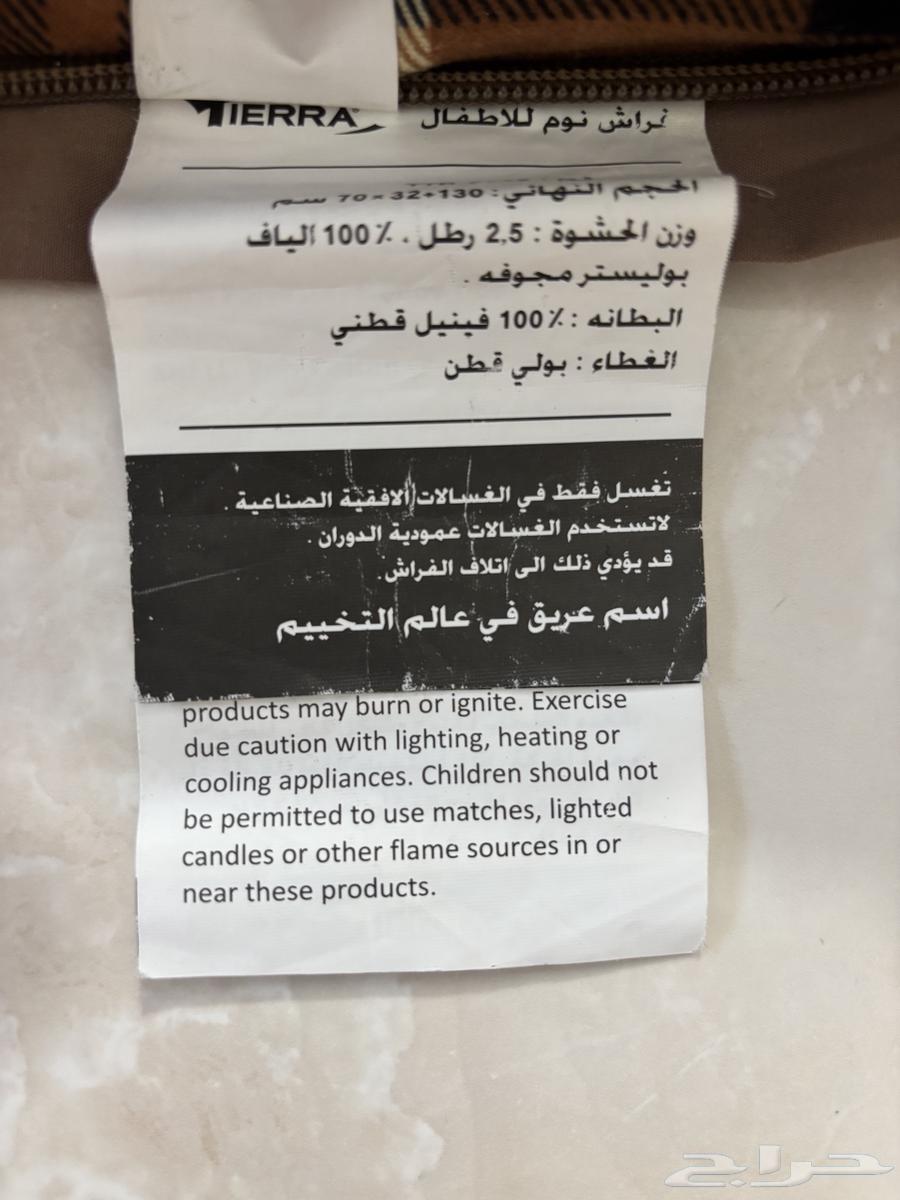 TIERRA فراش نوم للاطفال
الحجم النهائي: 130+32×70 سم
وزن الحشوة : 2,5 رطل . ٪100 الياف
بوليستر مجوفه .
البطانه : ٪100 فينيل قطني
الغطاء : بولي قطن
تغسل فقط في الغسالات الافقية الصناعية .
لاتستخدم الغسالات عمودية الدوران .
قد يؤدي ذلك الى اتلاف الفراش.
اسم عريق في عالم التخييم
products may burn or ignite. Exercise
due caution with lighting, heating or
cooling appliances. Children should not
be permitted to use matches, lighted
candles or other flame sources in or
near these products.
حراج